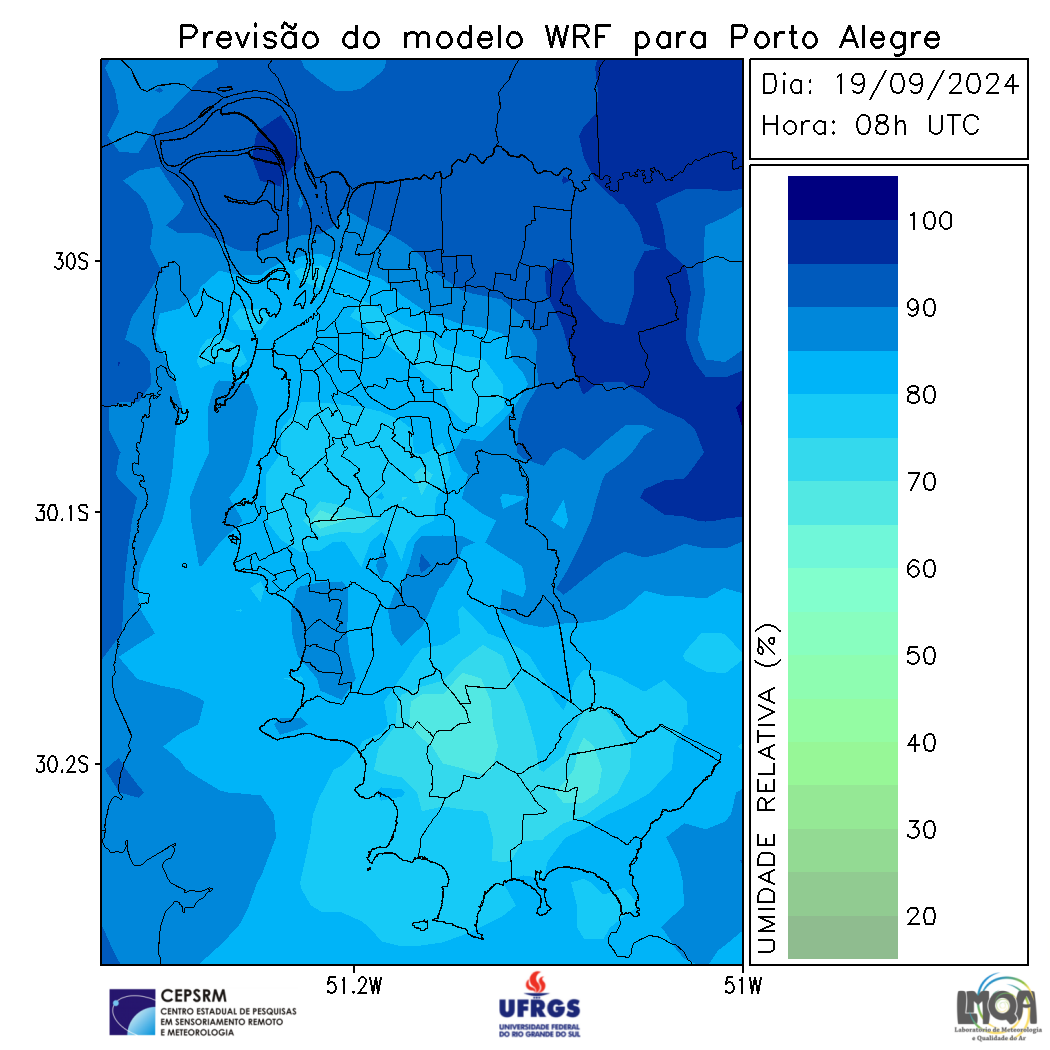 Previsão do modelo WRF para Porto Alegre
Dia: 19/09/2024
Hora: 08h UTC
30S
30.1S
30.2S
51.2W
51W
100
90
80
70
60
50
40
30
20
UMIDADE RELATIVA (%)
CEPSRM
CENTRO ESTADUAL DE PESQUISAS
EM SENSORIAMENTO REMOTO
E METEOROLOGIA
UFRGS
UNIVERSIDADE FEDERAL
DO RIO GRANDE DO SUL
LMQA
Laboratório de Meteorologia
e Qualidade do Ar